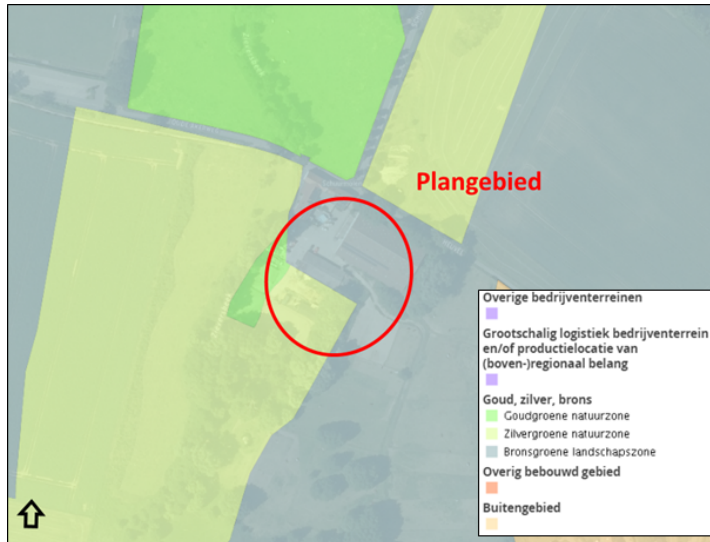 Plangebied
Overige bedrijventerreinen
Grootschalig logistiek bedrijventerrein
en/of productielocatie van
(boven-)regionaal belang
Goud, zilver, brons
Goudgroene natuurzone
Zilvergroene natuurzone
Bronsgroene landschapszone
Overig bebouwd gebied
Buitengebied